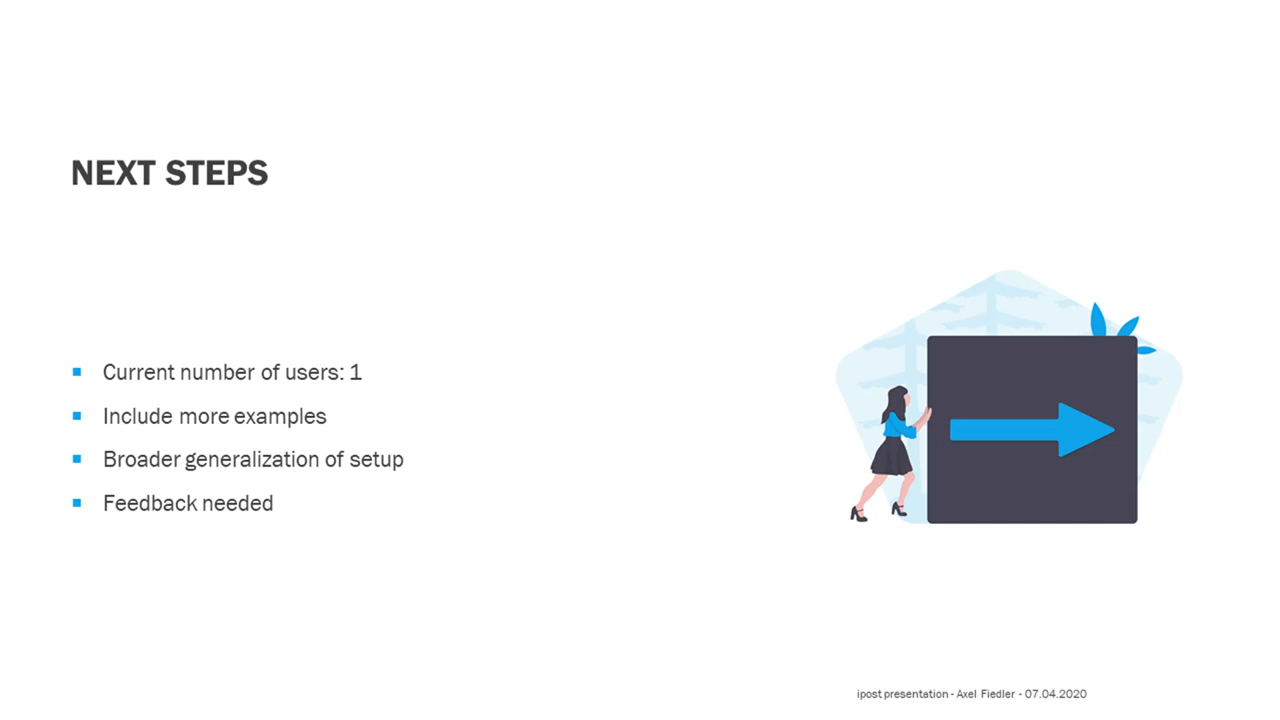 NEXT STEPS
Current number of users: 1
Include more examples
Broader generalization of setup
Feedback needed
ipost presentation - Axel Fiedler - 07.04.2020